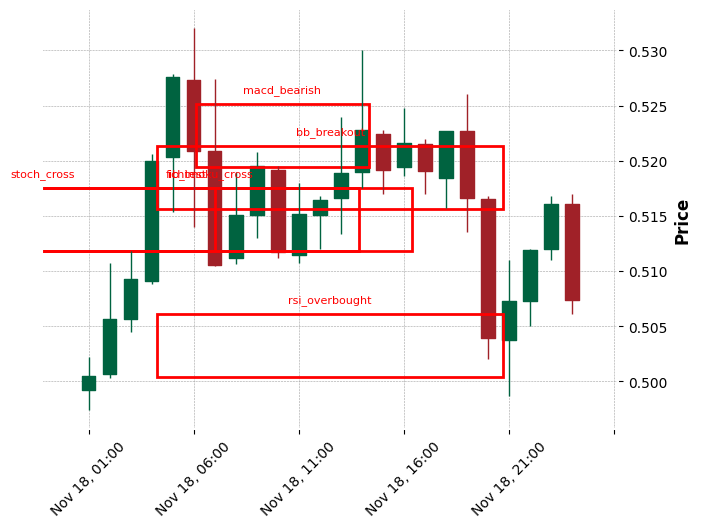 macd_bearish
bb_breakout
stoch_cross
rsi_overbought
0.530
0.525
0.520
0.515
0.510
0.505
0.500
Price
Nov 18, 01:00
Nov 18, 06:00
Nov 18, 11:00
Nov 18, 16:00
Nov 18, 21:00